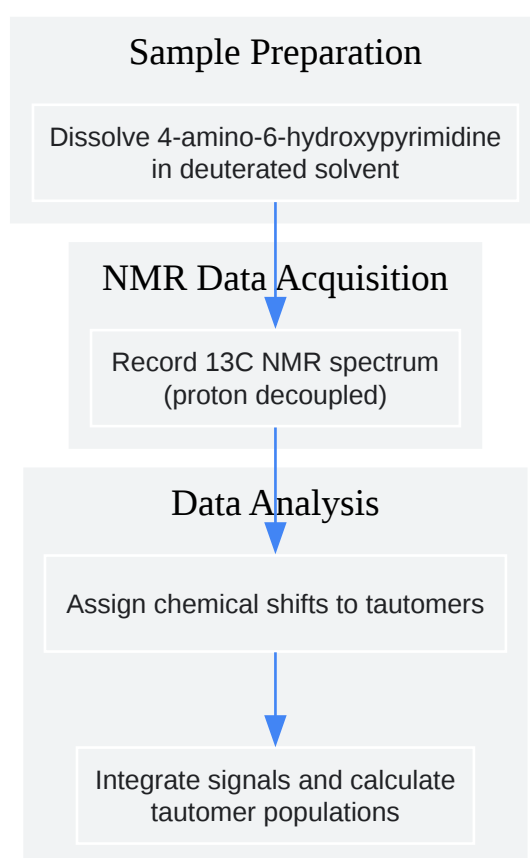 Sample Preparation
Dissolve 4-amino-6-hydroxypyrimidine
in deuterated solvent
NMR Data Acquisition
Record 13C NMR spectrum
(proton decoupled)
Data Analysis
Assign chemical shifts to tautomers
Integrate signals and calculate
tautomer populations